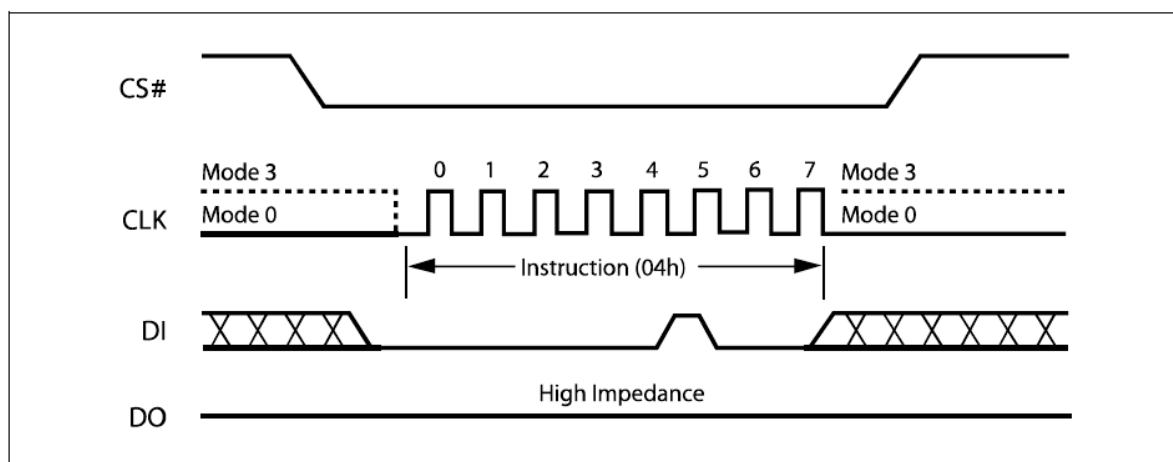 CS#
Mode 3
0 1 2 3 4 5 6 7
Mode 3
CLK
Mode 0
Mode 0
Instruction (04h)
DI
High Impedance
DO